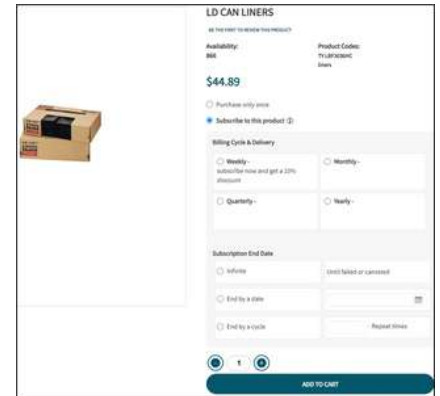 LD CAN LINERS
BE THE FIRST TO REVIEW THIS PRODUCT
Availability: Product Codes:
866
liners
$44.89
Purchase only once
Subscribe to this product
Billing Cycle & Delivery
Weekly - Monthly -
subscribe now and get a 10%
discount
Quarterly - Yearly -
Subscription End Date
Infinite Until failed or canceled
End by a date
End by a cycle Repeat times
- 1 +
ADD TO CART